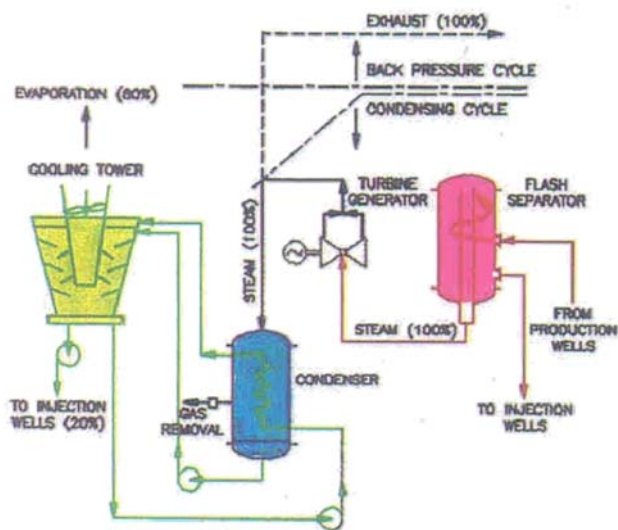 EXHAUST (100%)
BACK PRESSURE CYCLE
CONDENSING CYCLE
EVAPORATION (80%)
COOLING TOWER
TURBINE
GENERATOR
FLASH
SEPARATOR
STEAM (100%)
STEAM (100%)
FROM
PRODUCTION
WELLS
CONDENSER
GAS
REMOVAL
TO INJECTION
WELLS (20%)
TO INJECTION
WELLS